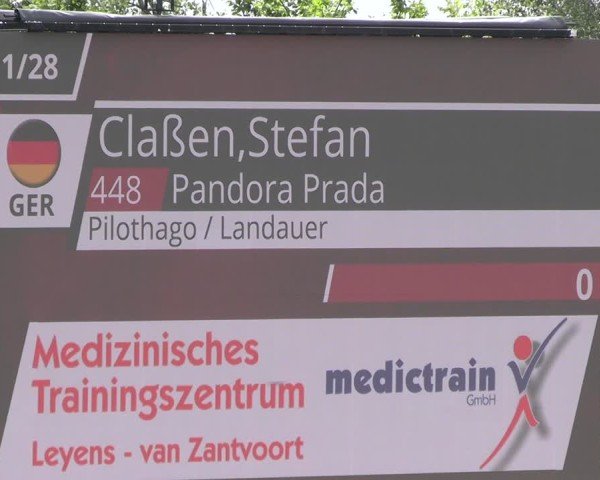 1/28
Claßen,Stefan
GER
448 Pandora Prada
Pilothago / Landauer
0
Medizinisches
Trainingszentrum
Leyens - van Zantvoort
medictrain
GmbH